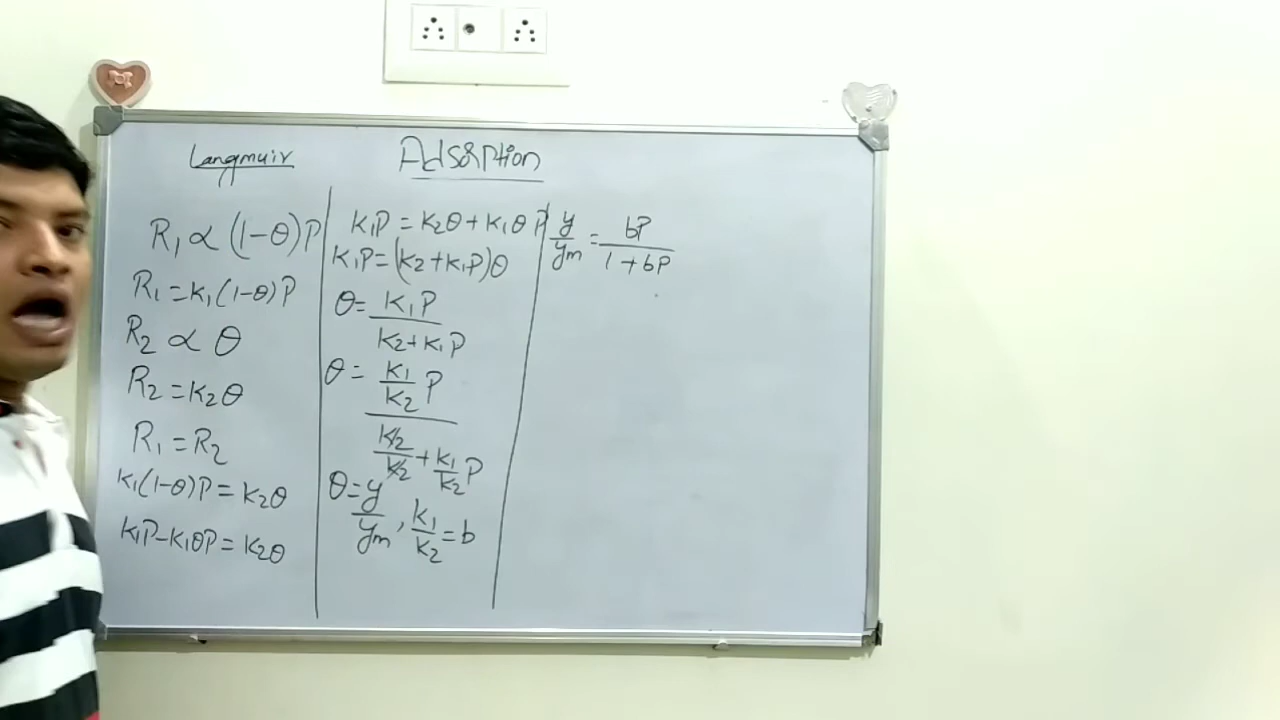 Langmuir
Adsorption
R₁ ∝ (1-θ)P
R₁ = k₁(1-θ)P
R₂ ∝ θ
R₂ = k₂θ
R₁ = R₂
k₁(1-θ)P = k₂θ
k₁P-k₁θP = k₂θ
k₁P = k₂θ + k₁θP
k₁P = (k₂ + k₁P)θ
θ = k₁P / k₂+k₁P
θ = k₁/k₂ P / k₂/k₂ + k₁/k₂ P
θ = y/ym, k₁/k₂ = b
y/ym = bP / 1+bP